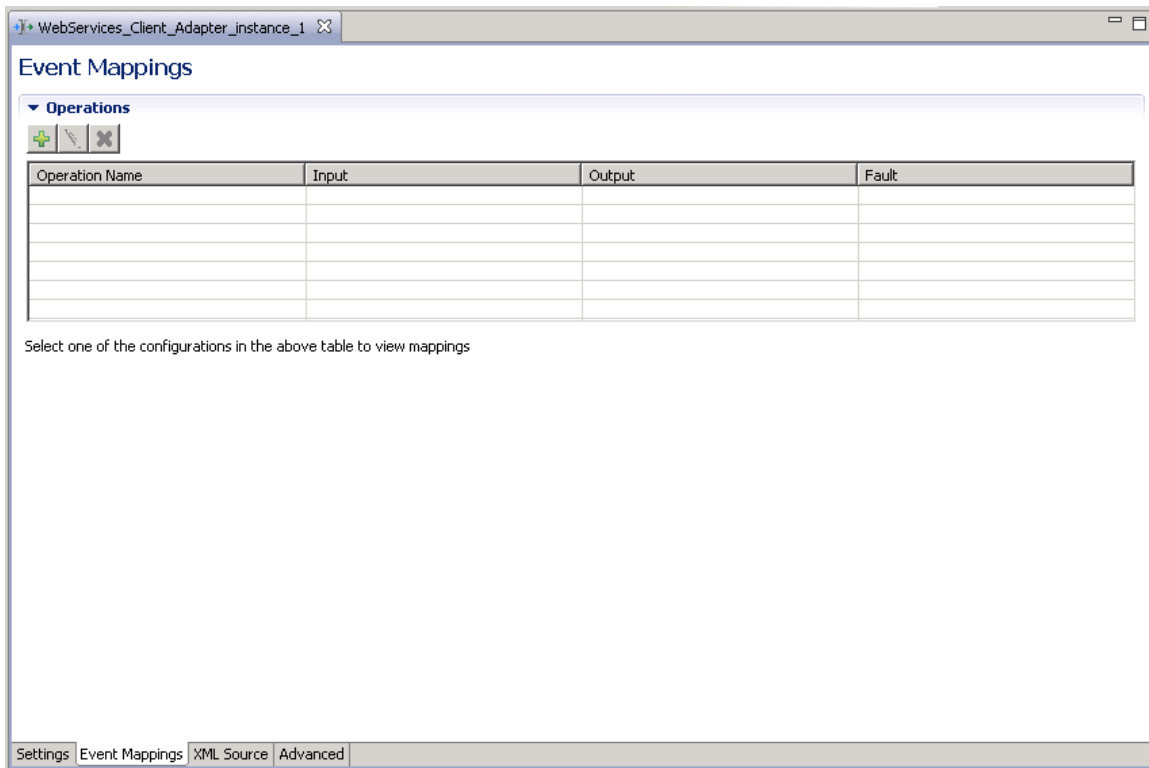 WebServices_Client_Adapter_instance_1
Event Mappings
Operations
Operation Name Input Output Fault
Select one of the configurations in the above table to view mappings
Settings Event Mappings XML Source Advanced